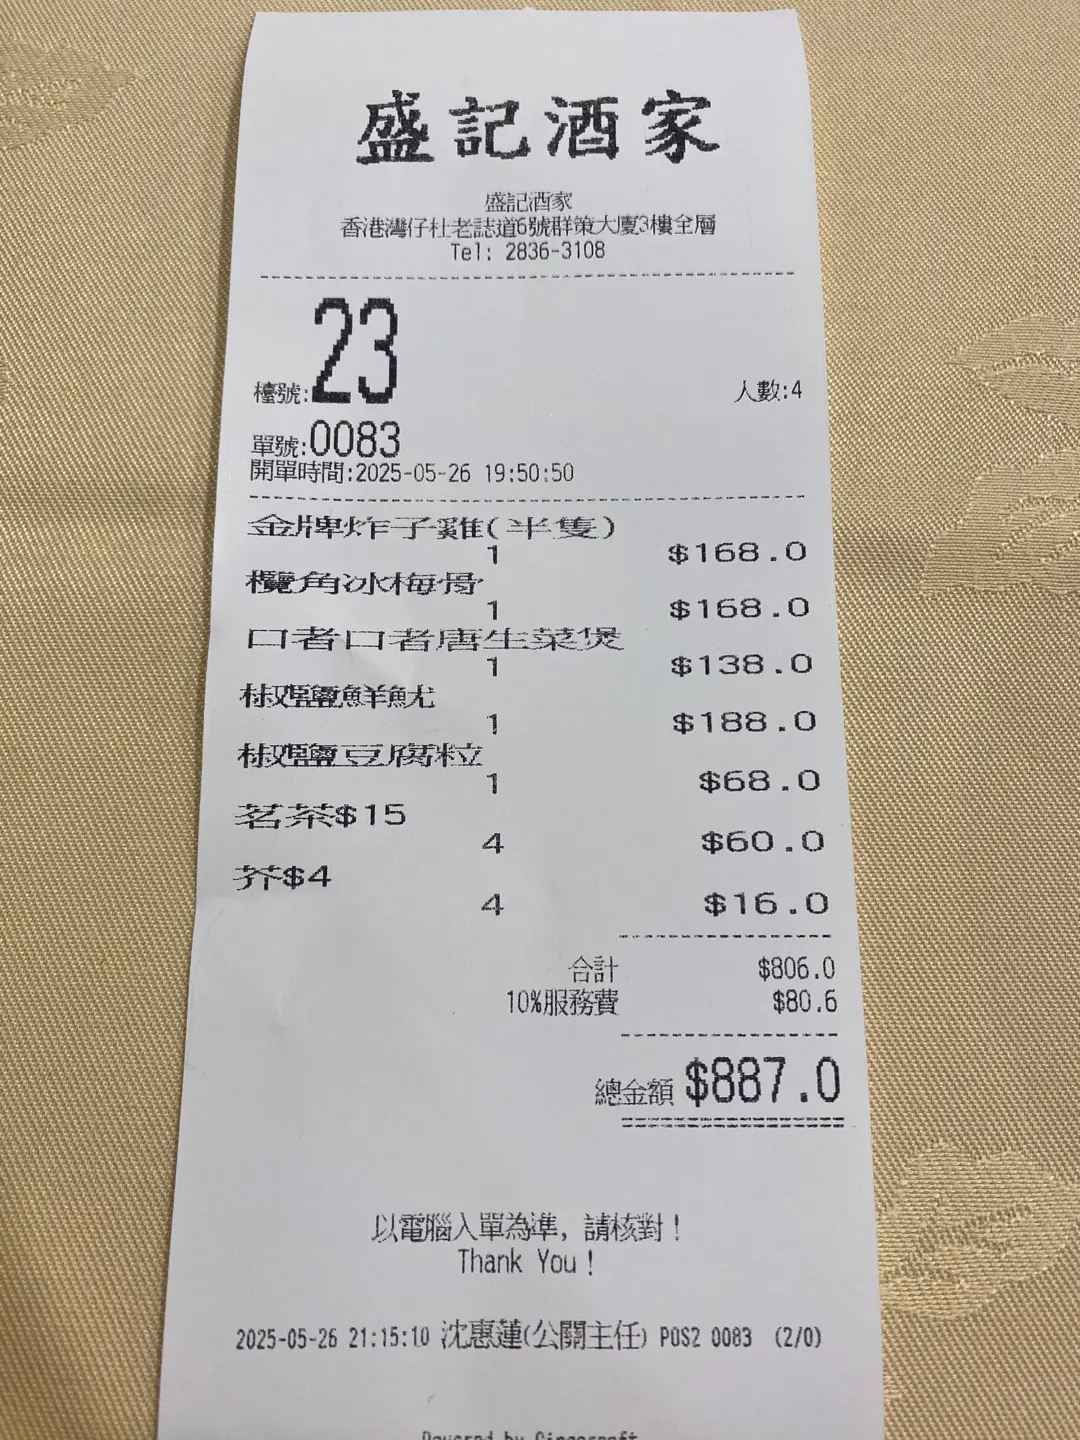 盛記酒家
盛記酒家
香港灣仔杜老誌道6號群策大廈3樓全層
Tel: 2836-3108
檯號:23 人數:4
單號:0083
開單時間:2025-05-26 19:50:50
金牌炸子雞(半隻)
1 $168.0
欖角冰梅骨
1 $168.0
口者口者唐生菜煲
1 $138.0
椒鹽鮮魷
1 $188.0
椒鹽豆腐粒
1 $68.0
茗茶$15
4 $60.0
芥$4
4 $16.0
合計 $806.0
10%服務費 $80.6
總金額 $887.0
以電腦入單為準, 請核對!
Thank You!
2025-05-26 21:15:10 沈惠蓮(公關主任) POS2 0083 (2/0)
Powered by